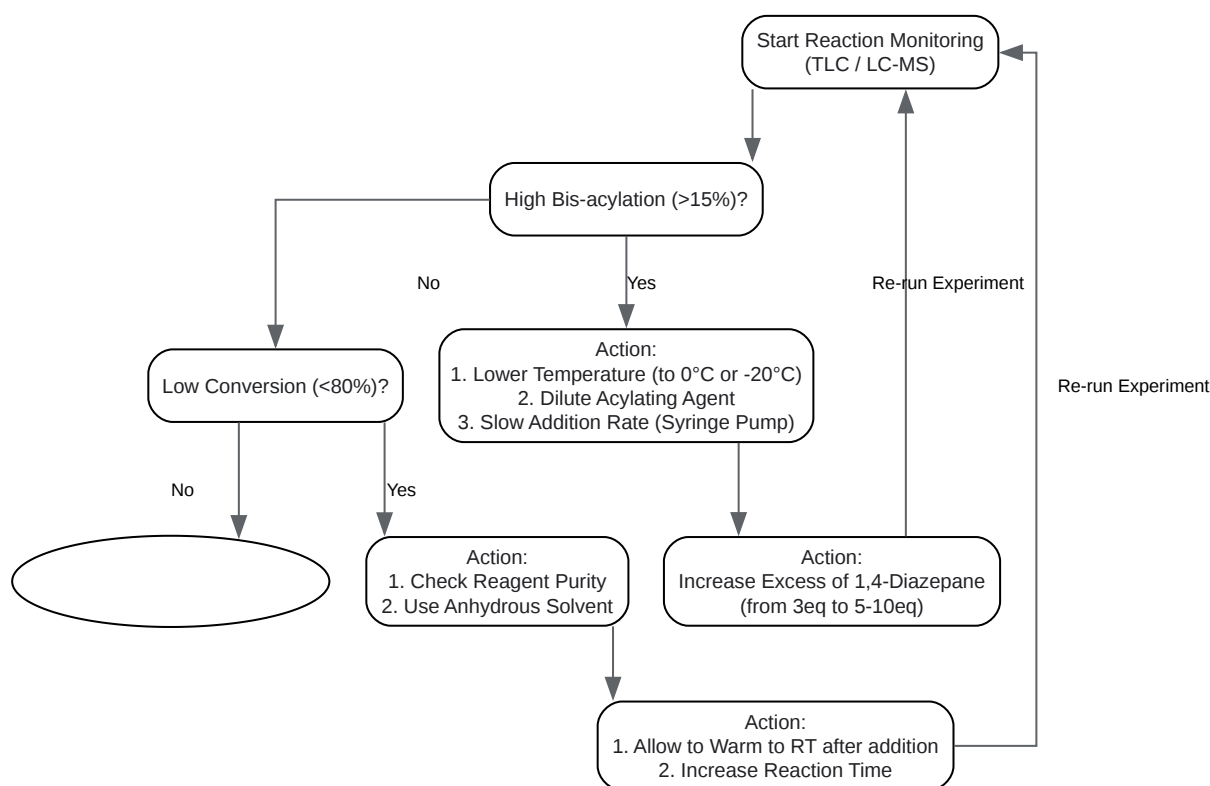 Start Reaction Monitoring
(TLC / LC-MS)
High Bis-acylation (>15%)?
No
Yes
Re-run Experiment
Low Conversion (<80%)?
Action:
1. Lower Temperature (to 0°C or -20°C)
2. Dilute Acylating Agent
3. Slow Addition Rate (Syringe Pump)
Re-run Experiment
No
Yes
Action:
1. Check Reagent Purity
2. Use Anhydrous Solvent
Action:
Increase Excess of 1,4-Diazepane
(from 3eq to 5-10eq)
Action:
1. Allow to Warm to RT after addition
2. Increase Reaction Time